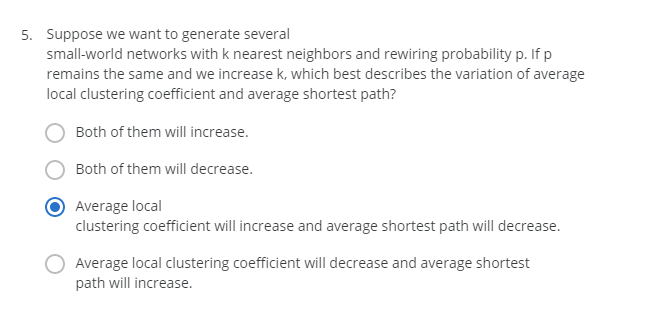 5. Suppose we want to generate several
small-world networks with k nearest neighbors and rewiring probability p. If p
remains the same and we increase k, which best describes the variation of average
local clustering coefficient and average shortest path?
Both of them will increase.
Both of them will decrease.
Average local
clustering coefficient will increase and average shortest path will decrease.
Average local clustering coefficient will decrease and average shortest
path will increase.